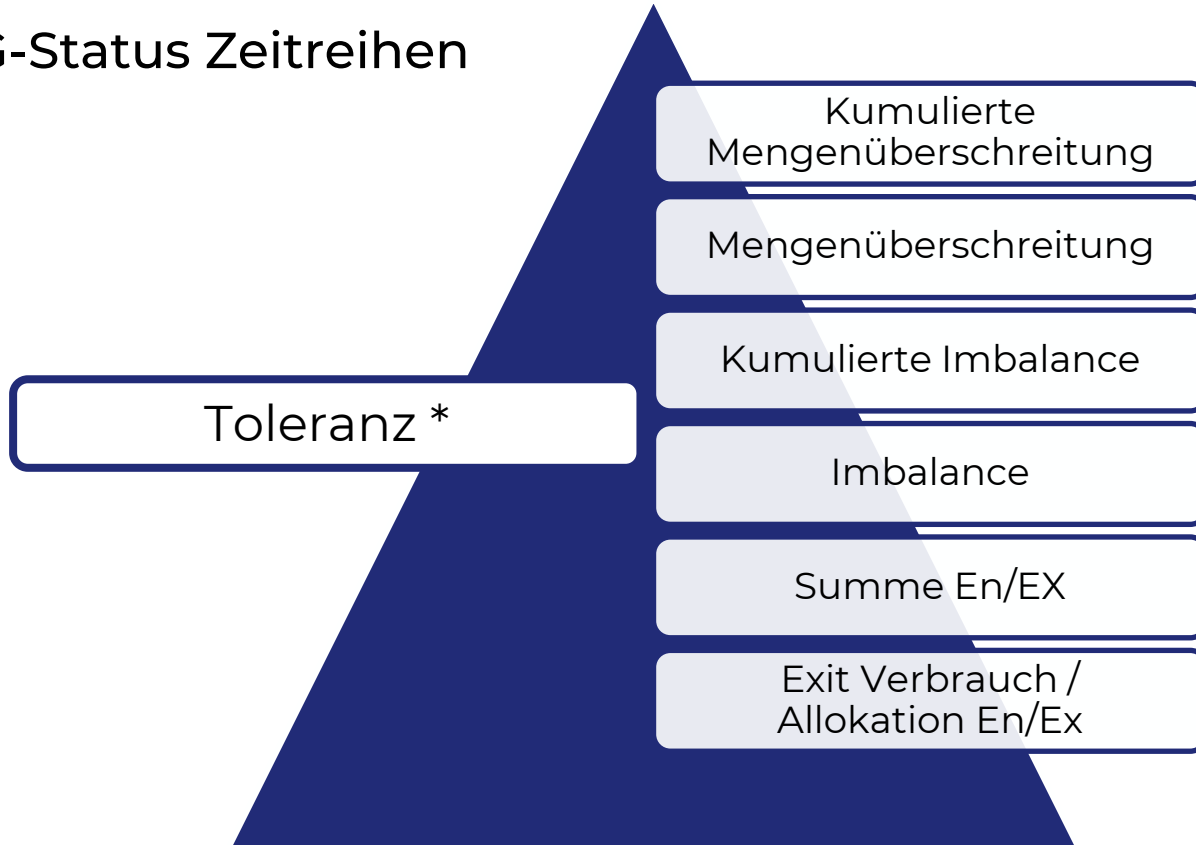 -Status Zeitreihen
Kumulierte
Mengenüberschreitung
Mengenüberschreitung
Kumulierte Imbalance
Toleranz *
Imbalance
Summe En/EX
Exit Verbrauch /
Allokation En/Ex